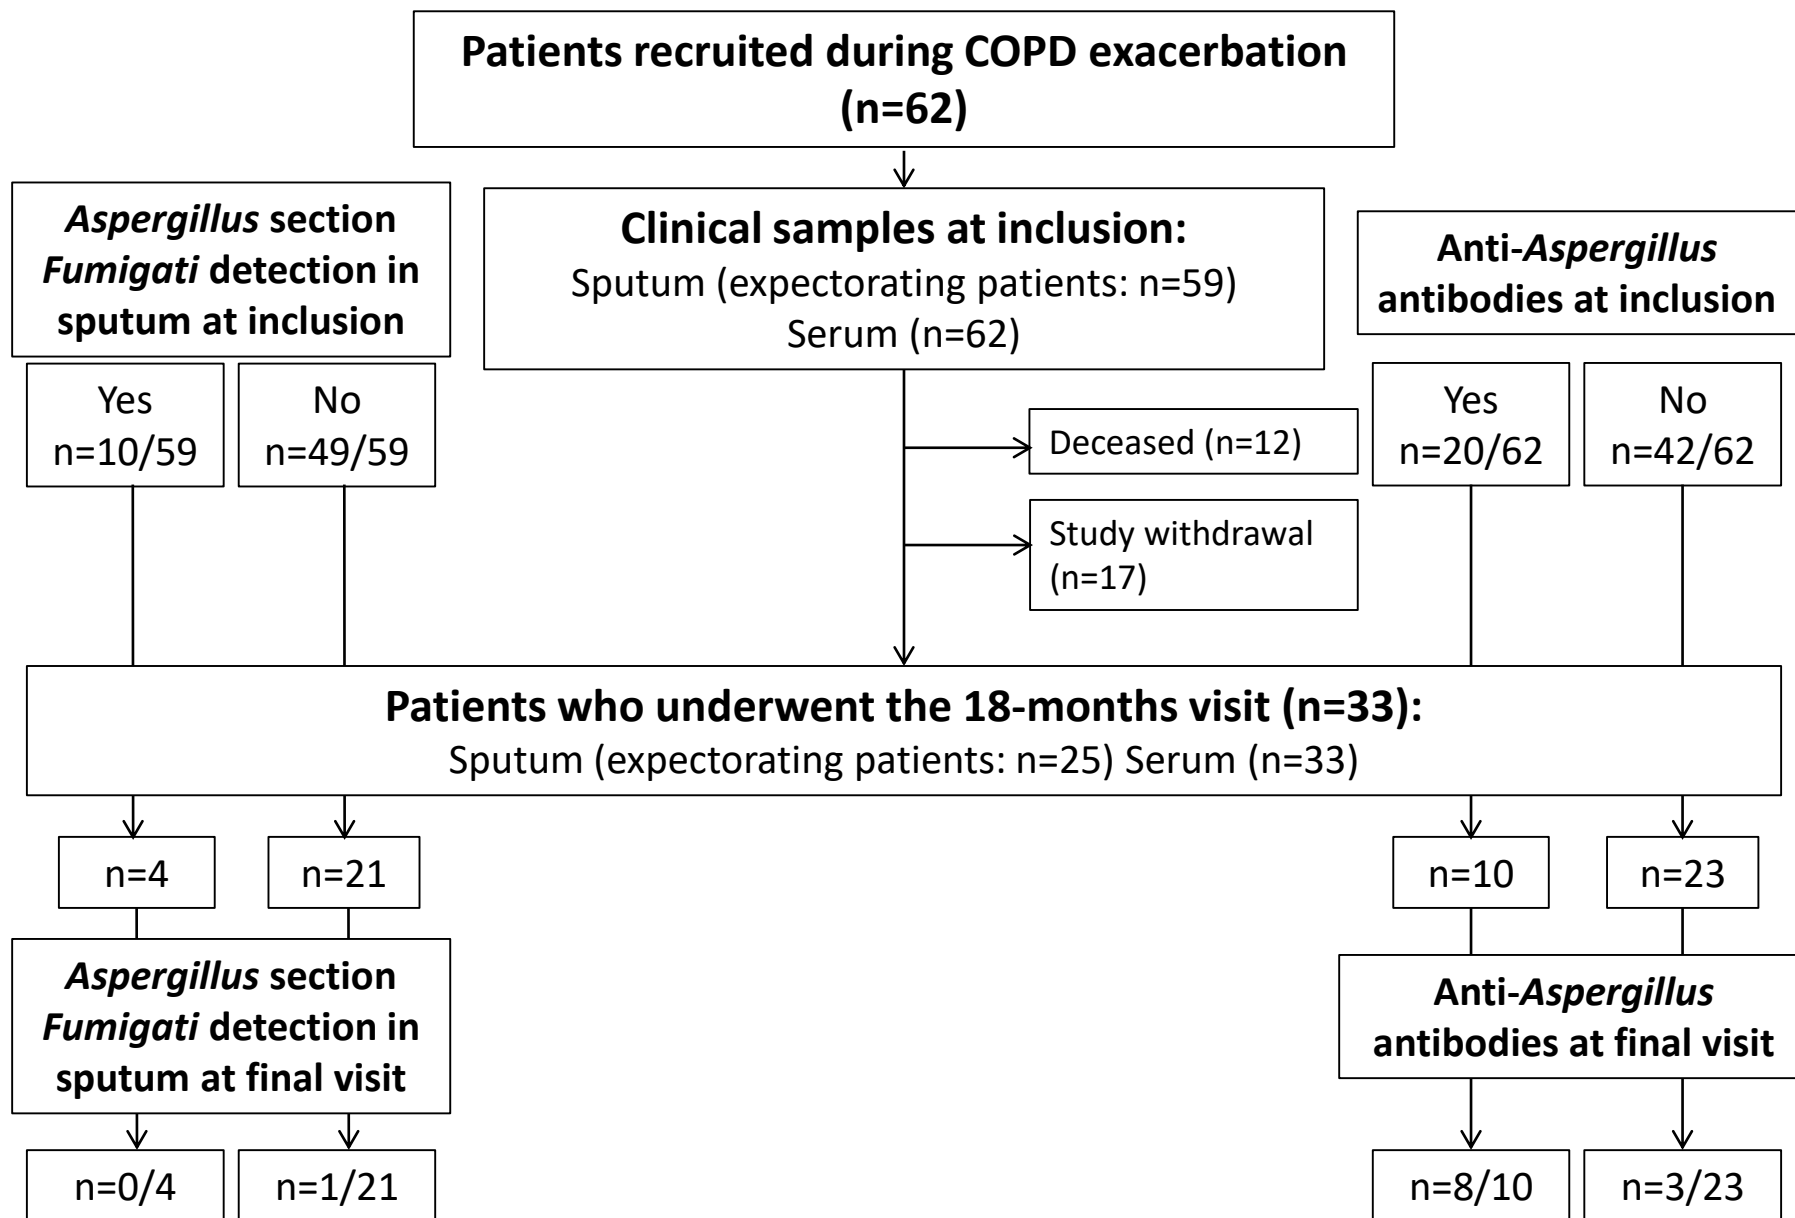 Patients recruited during COPD exacerbation
(n=62)
Aspergillus section
Fumigati detection in
sputum at inclusion
Clinical samples at inclusion:
Sputum (expectorating patients: n=59)
Serum (n=62)
Anti-Aspergillus
antibodies at inclusion
Yes
n=10/59
No
n=49/59
Deceased (n=12)
Study withdrawal
(n=17)
Yes
n=20/62
No
n=42/62
Patients who underwent the 18-months visit (n=33):
Sputum (expectorating patients: n=25) Serum (n=33)
n=4
n=21
n=10
n=23
Aspergillus section
Fumigati detection in
sputum at final visit
Anti-Aspergillus
antibodies at final visit
n=0/4
n=1/21
n=8/10
n=3/23